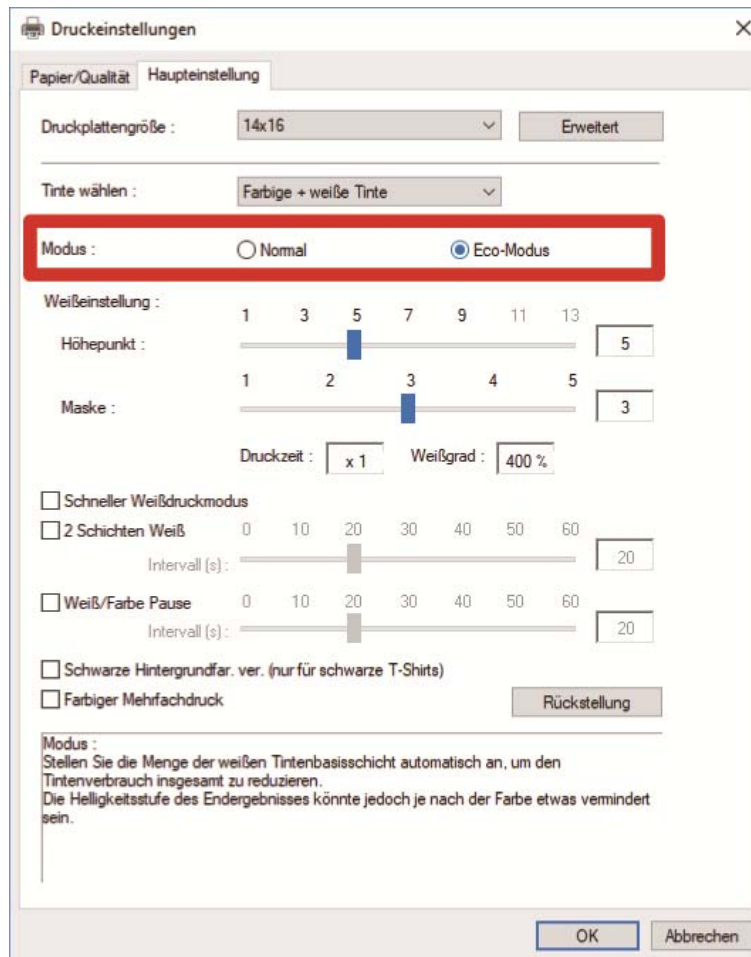 Druckeinstellungen
Papier/Qualität Haupteinstellung
Druckplattengröße : 14x16 Erweitert
Tinte wählen : Farbige + weiße Tinte
Modus : Normal Eco-Modus
Weißeinstellung :
1 3 5 7 9 11 13
Höhepunkt : 5
1 2 3 4 5
Maske : 3
Druckzeit : x 1 Weißgrad : 400 %
Schneller Weißdruckmodus
2 Schichten Weiß 0 10 20 30 40 50 60
Intervall (s) : 20
Weiß/Farbe Pause 0 10 20 30 40 50 60
Intervall (s) : 20
Schwarze Hintergrundfar. ver. (nur für schwarze T-Shirts)
Farbiger Mehrfachdruck Rückstellung
Modus :
Stellen Sie die Menge der weißen Tintenbasisschicht automatisch an, um den
Tintenverbrauch insgesamt zu reduzieren.
Die Helligkeitsstufe des Endergebnisses könnte jedoch je nach der Farbe etwas vermindert
sein.
OK Abbrechen